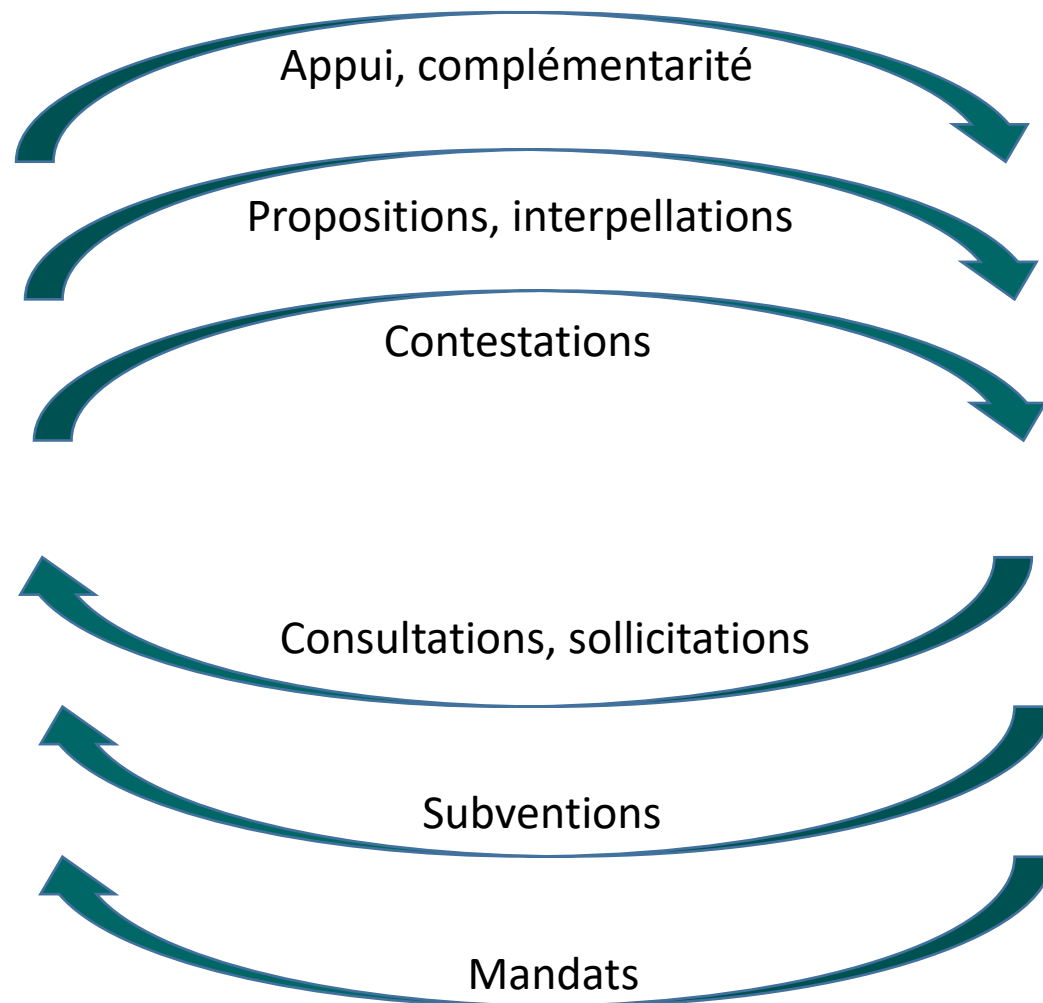 Appui, complémentarité
Propositions, interpellations
Contestations
Consultations, sollicitations
Subventions
Mandats